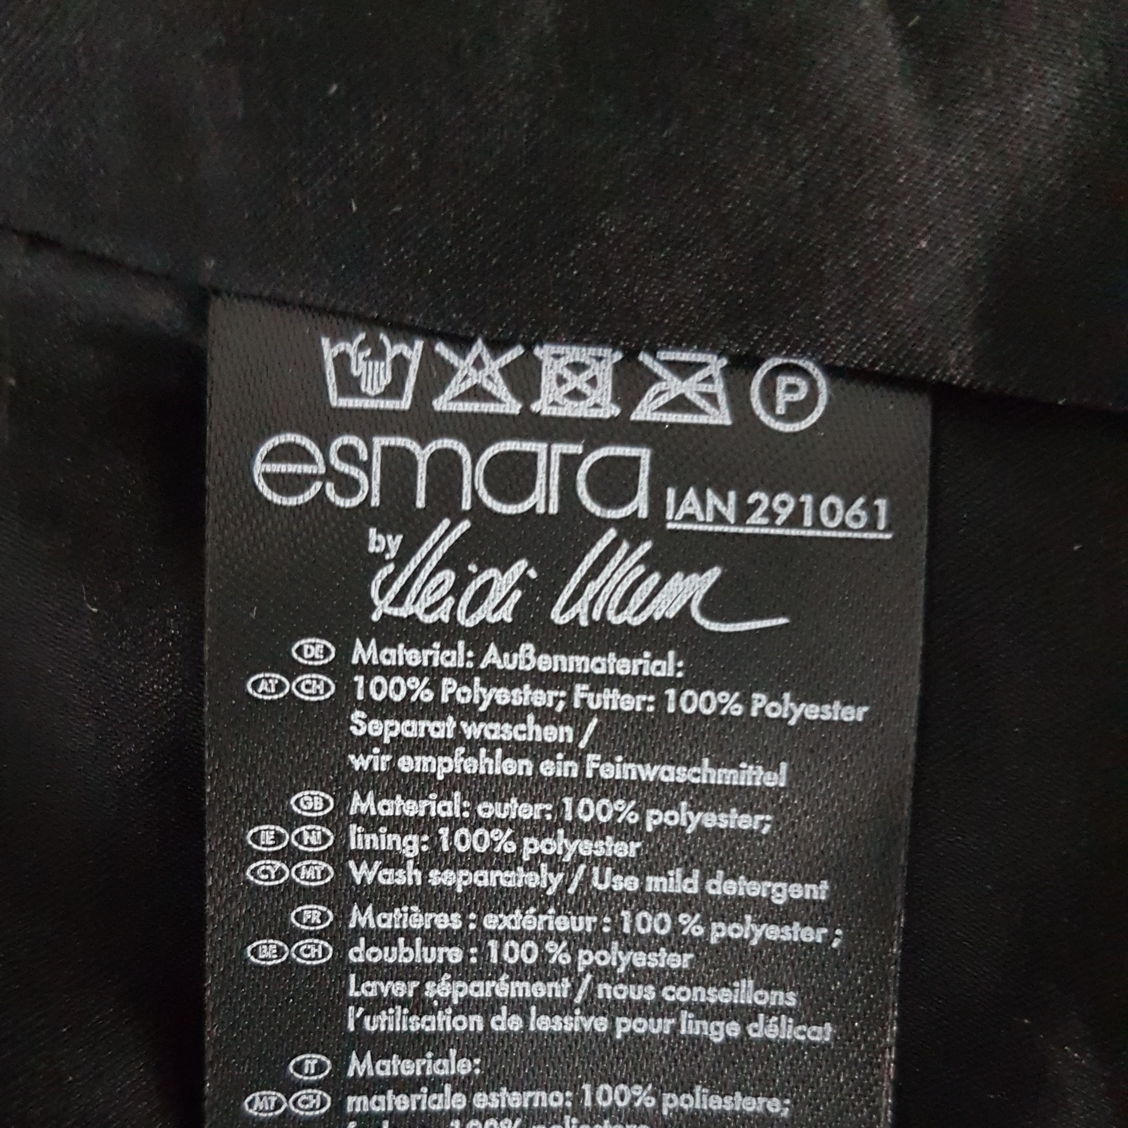 P
esmara IAN 291061
by Heidi Klum
DE Material: Außenmaterial:
AT CH 100% Polyester; Futter: 100% Polyester
Separat waschen /
wir empfehlen ein Feinwaschmittel
GB Material: outer: 100% polyester;
IE NI lining: 100% polyester
CY MT Wash separately / Use mild detergent
FR Matières : extérieur : 100 % polyester ;
BE CH doublure : 100 % polyester
Laver séparément / nous conseillons
l'utilisation de lessive pour linge délicat
IT Materiale:
MT CH materiale esterno: 100% poliestere;
100% poliestere